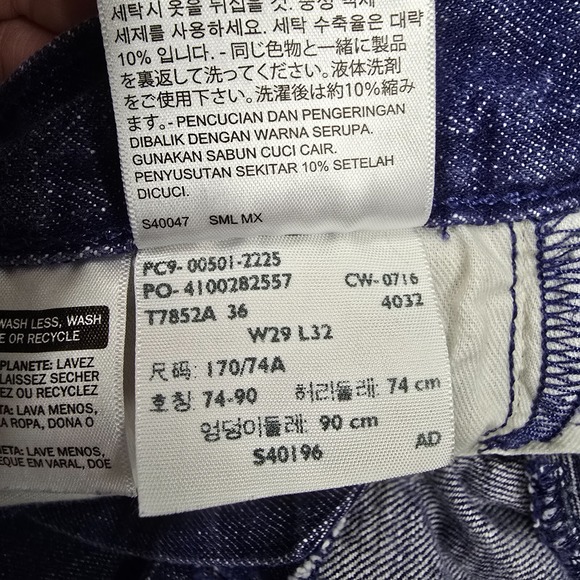 세탁시 옷을 뒤집을 것. 중성 액체
세제를 사용하다. 세탁 수축율은 대략
10% 입니다. - 同じ色物と一緒に製品
を裏返して洗ってください。液体洗剤
をご使用下さい。洗濯後は約10%縮み
ます。- PENCUCIAN DAN PENGERINGAN
DIBALIK DENGAN WARNA SERUPA.
GUNAKAN SABUN CUCI CAIR.
PENYUSUTAN SEKITAR 10% SETELAH
DICUCI.
S40047 SML MX
PC9- 00501-2225
PO- 4100282557 CW-0716
T7852A 36 4032
W29 L32
尺码: 170/74A
호칭 74-90 허리둘레: 74 cm
엉덩이둘레: 90 cm
S40196 AD
WASH LESS, WASH
E OR RECYCLE
PLANETE: LAVEZ
LAISSEZ SECHER
EZ OU RECYCLEZ
ETA: LAVA MENOS,
A ROPA, DONA O
ETA: LAVE MENOS,
EQUE EM VARAL, DOE